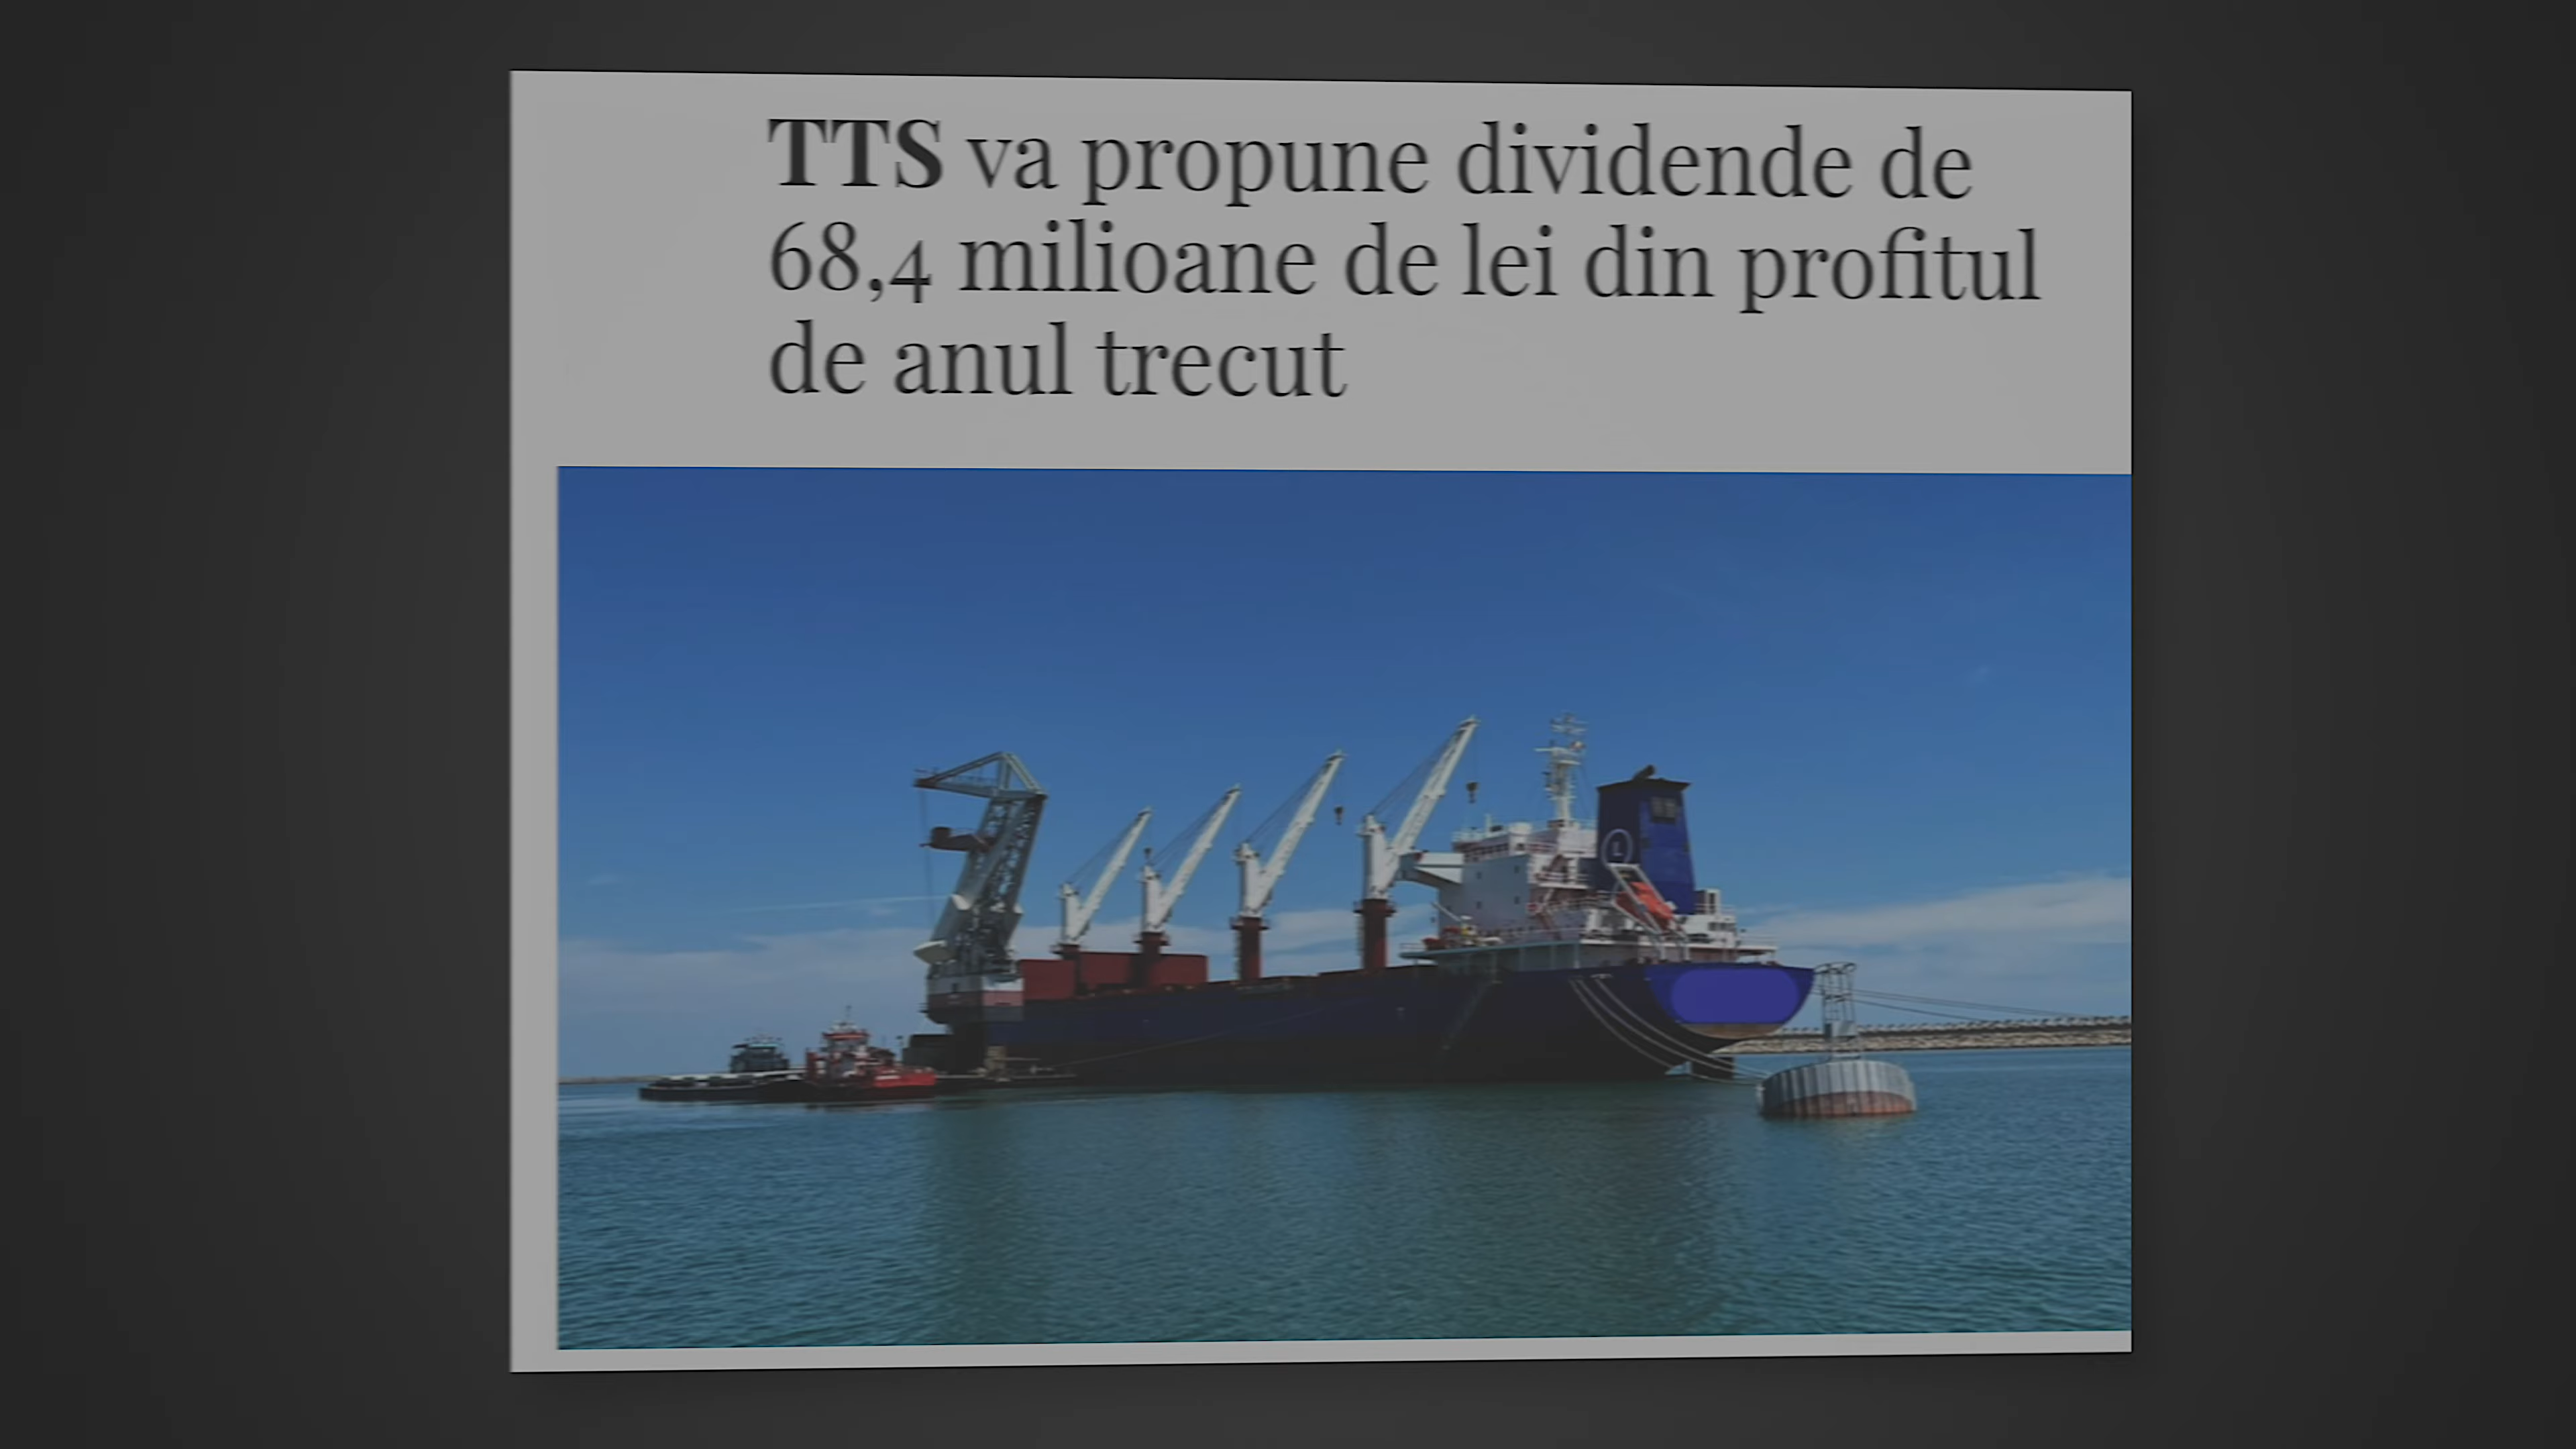 TTS va propune dividende de
68,4 milioane de lei din profitul
de anul trecut
L